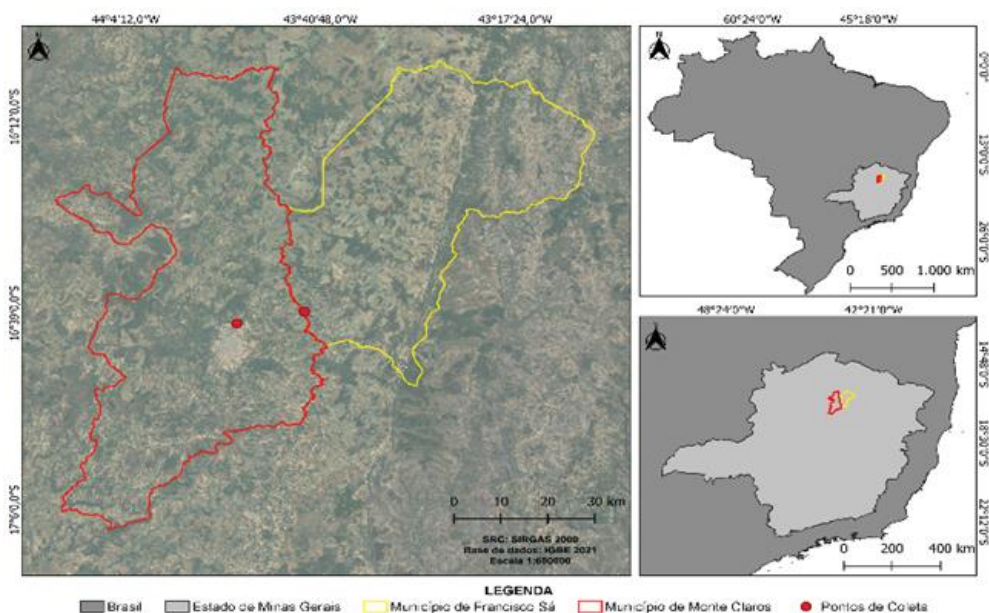 44°4'12,0"W 43°40'48,0"W 43°17'24,0"W
16°12'0,0"S
16°39'0,0"S
17°6'0,0"S
0 10 20 30 km
SRC: SIRGAS 2000
Base de dados: IBGE 2021
60°24'0"W 45°18'0"W
0°0'0"
13°0'0"S
26°0'0"S
0 500 1.000 km
48°24'0"W 42°21'0"W
14°48'0"S
18°30'0"S
22°12'0"S
0 200 400 km
LEGENDA
Brasil Estado de Minas Gerais Município de Francisco Sá Município de Monte Claros Pontos de Coleta